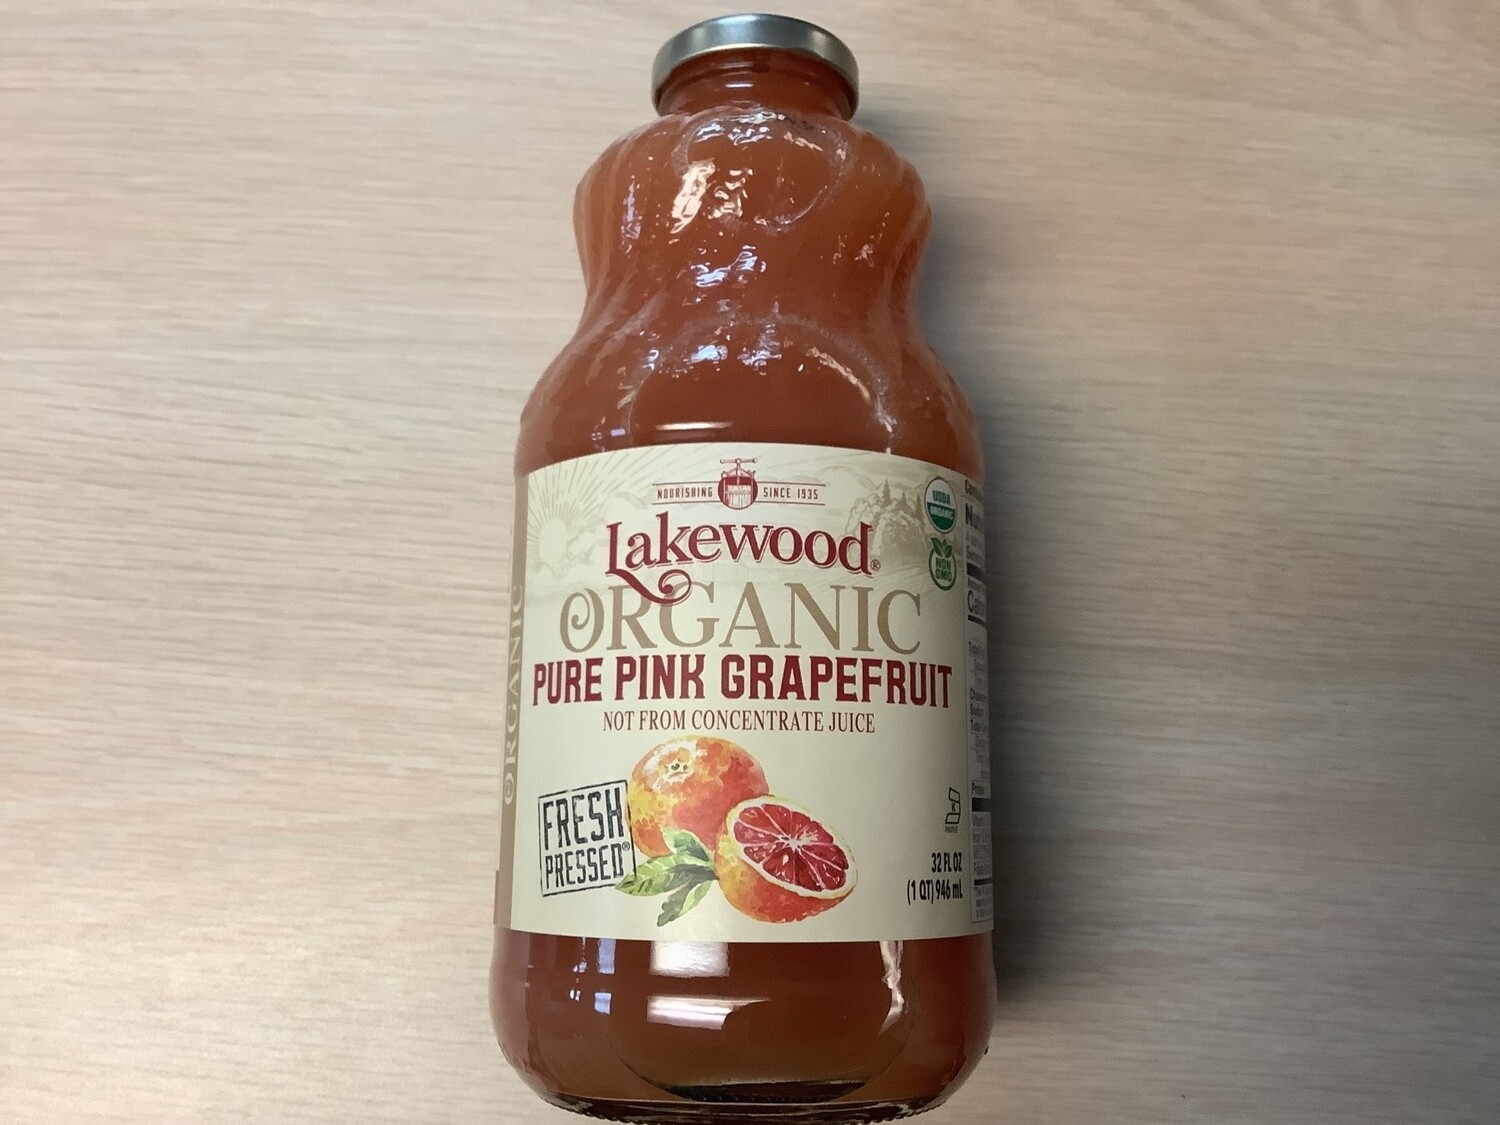 NOURISHING SINCE 1935
Lakewood®
ORGANIC
PURE PINK GRAPEFRUIT
NOT FROM CONCENTRATE JUICE
FRESH
PRESSED®
USDA
ORGANIC
NON
GMO
K
PARVE
32 FL OZ
(1 QT) 946 mL
ORGANIC